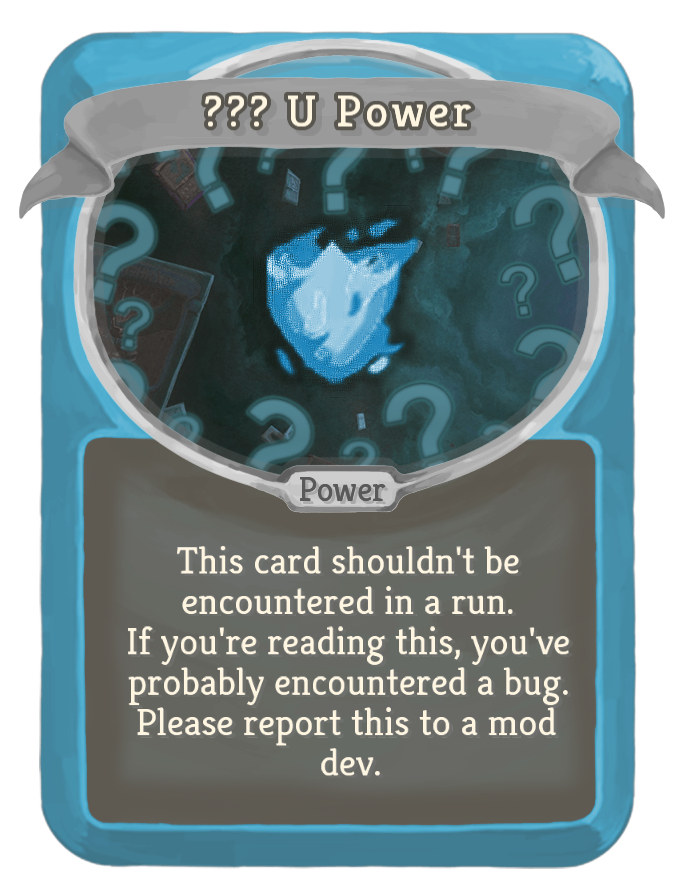 ??? U Power
Power
This card shouldn't be
encountered in a run.
If you're reading this, you've
probably encountered a bug.
Please report this to a mod
dev.